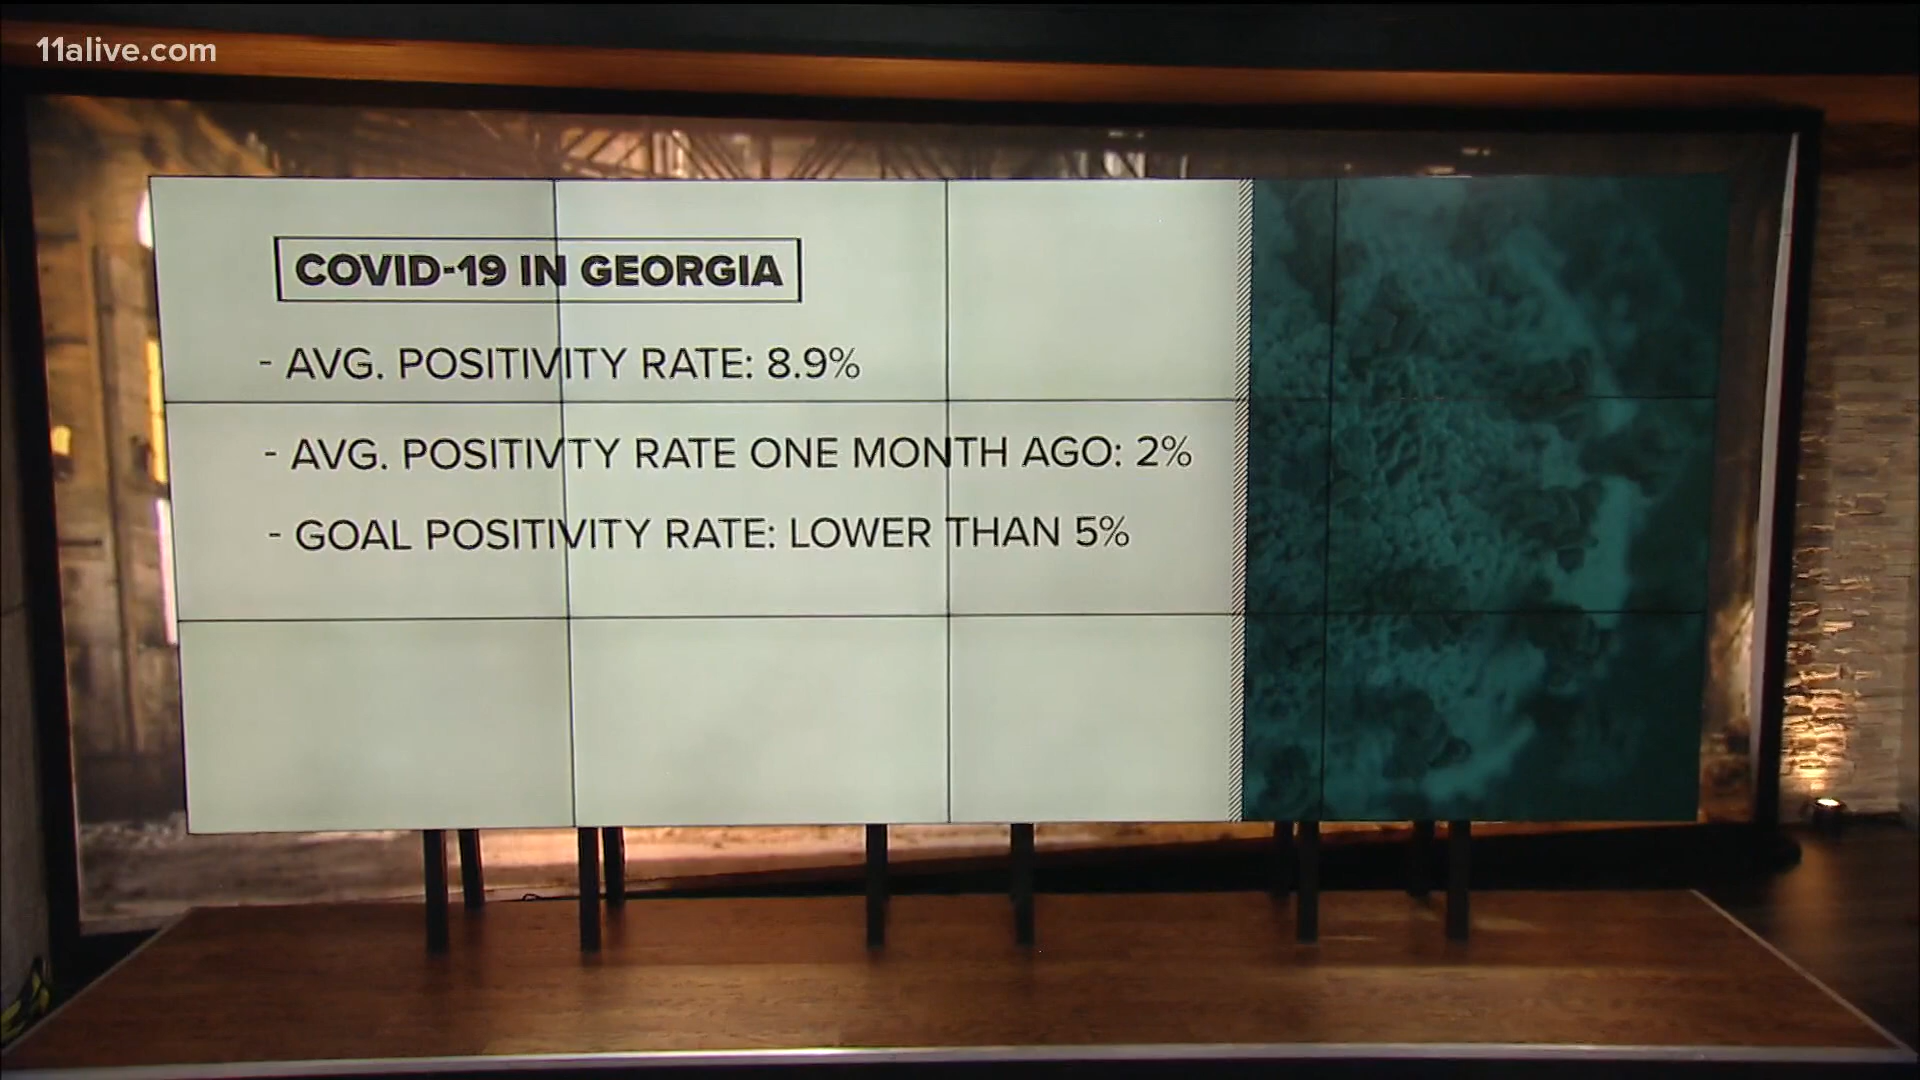 11alive.com
COVID-19 IN GEORGIA
- AVG. POSITIVITY RATE: 8.9%
- AVG. POSITIVTY RATE ONE MONTH AGO: 2%
- GOAL POSITIVITY RATE: LOWER THAN 5%